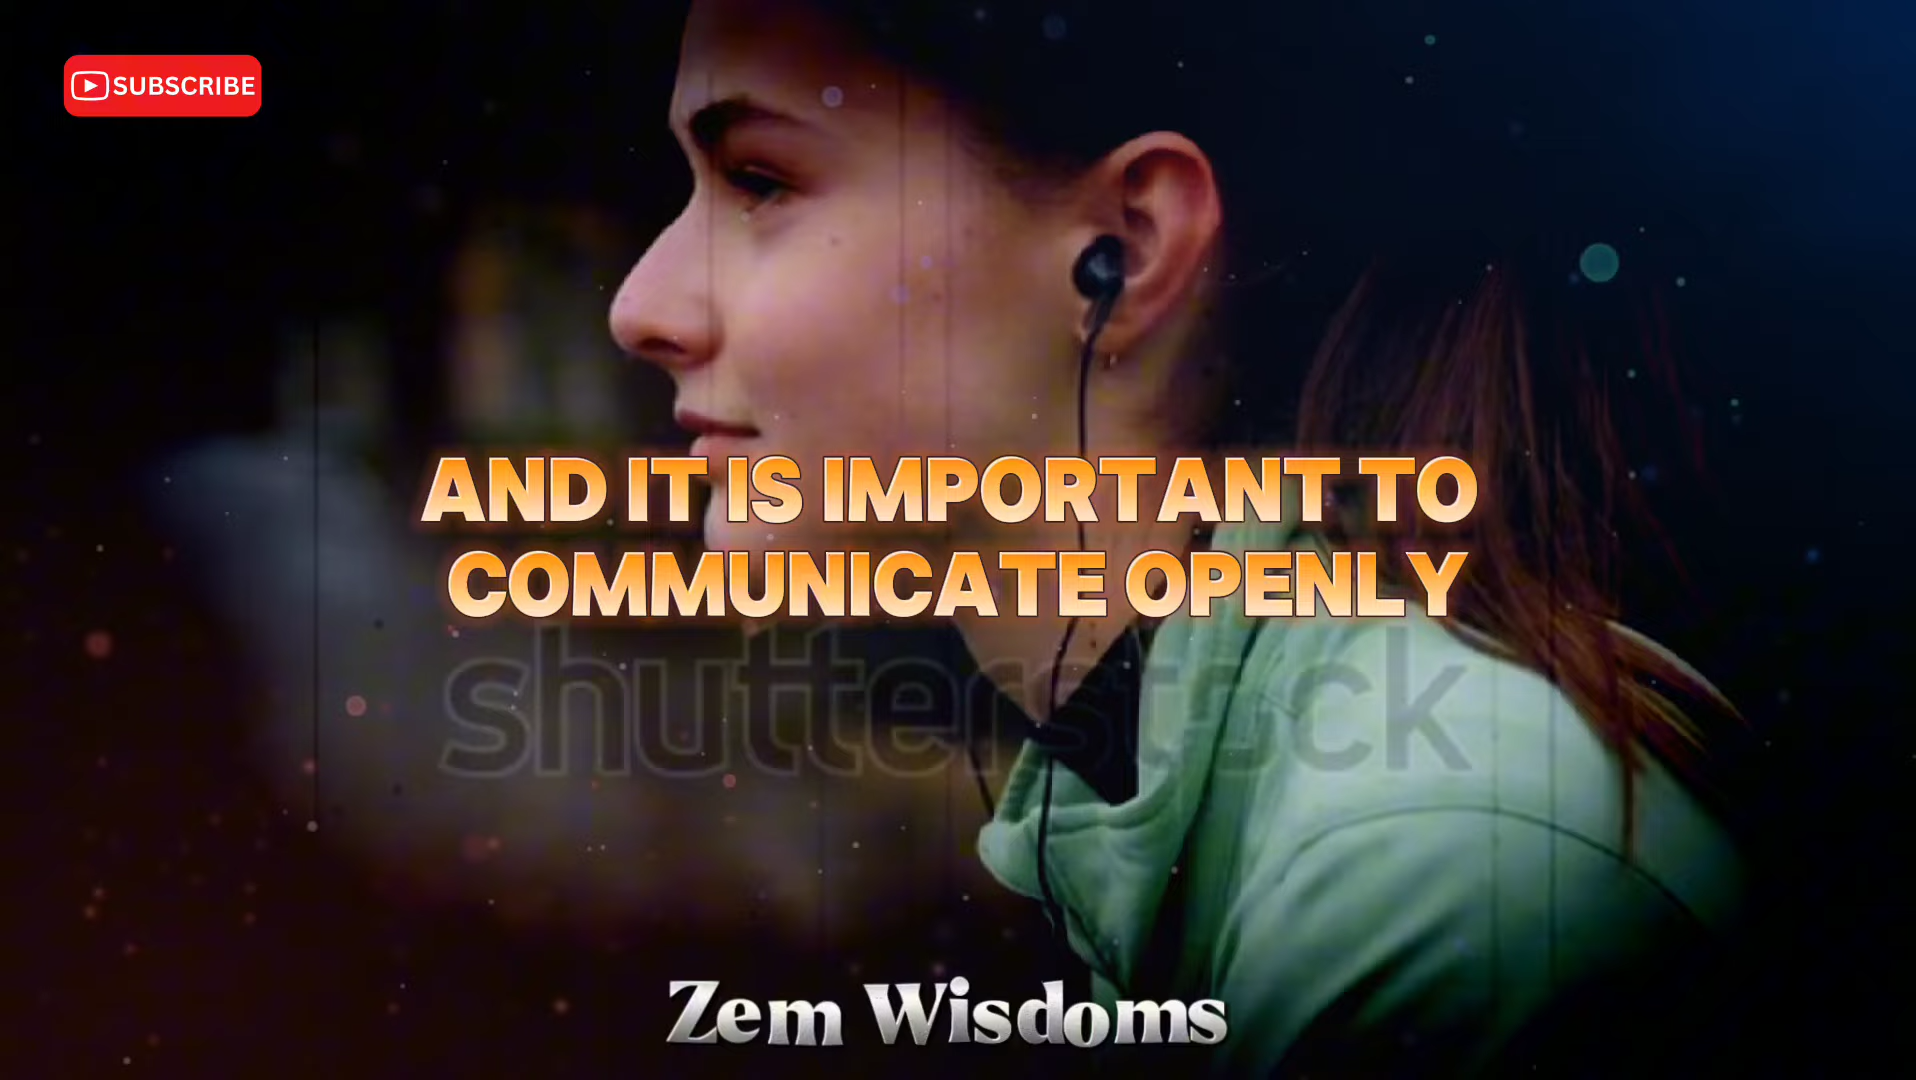 SUBSCRIBE
AND IT IS IMPORTANT TO
COMMUNICATE OPENLY
shutterstock
Zem Wisdoms